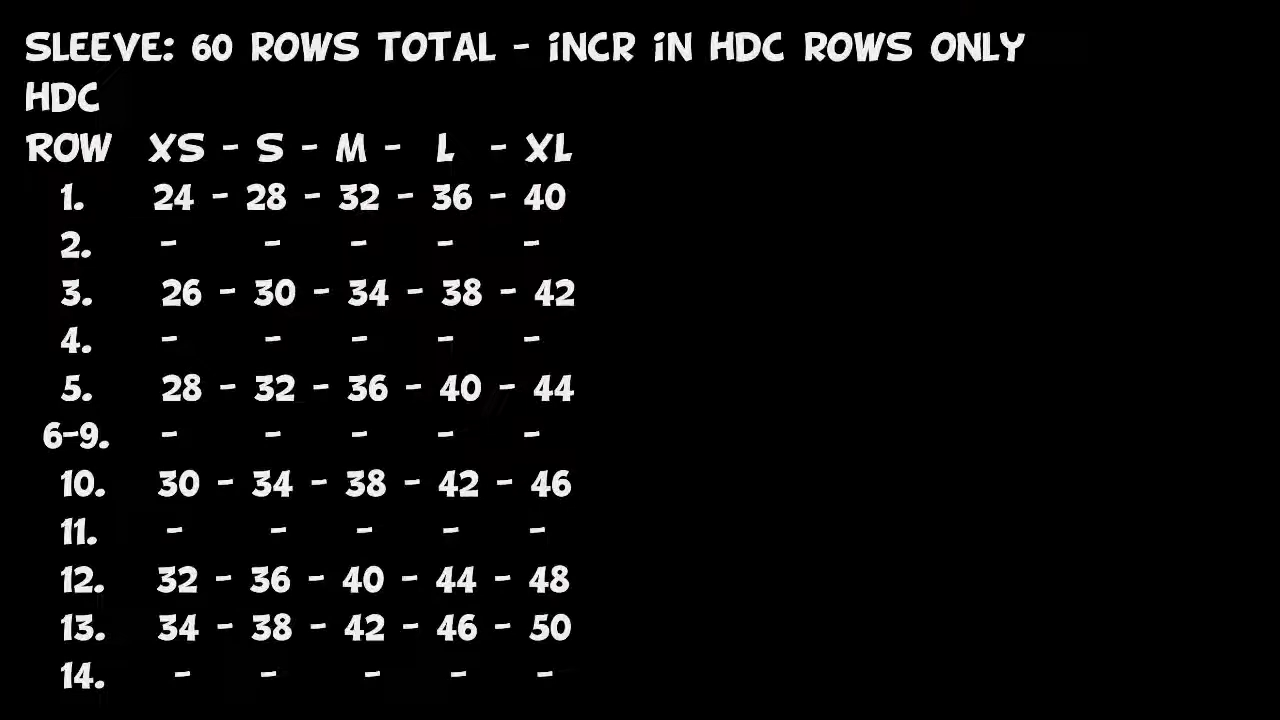 SLEEVE: 60 ROWS TOTAL - iNCR iN HDC ROWS ONLY
HDC
ROW XS - S - M - L - XL
1. 24 - 28 - 32 - 36 - 40
2. - - - - -
3. 26 - 30 - 34 - 38 - 42
4. - - - - -
5. 28 - 32 - 36 - 40 - 44
6-9. - - - - -
10. 30 - 34 - 38 - 42 - 46
11. - - - - -
12. 32 - 36 - 40 - 44 - 48
13. 34 - 38 - 42 - 46 - 50
14. - - - - -